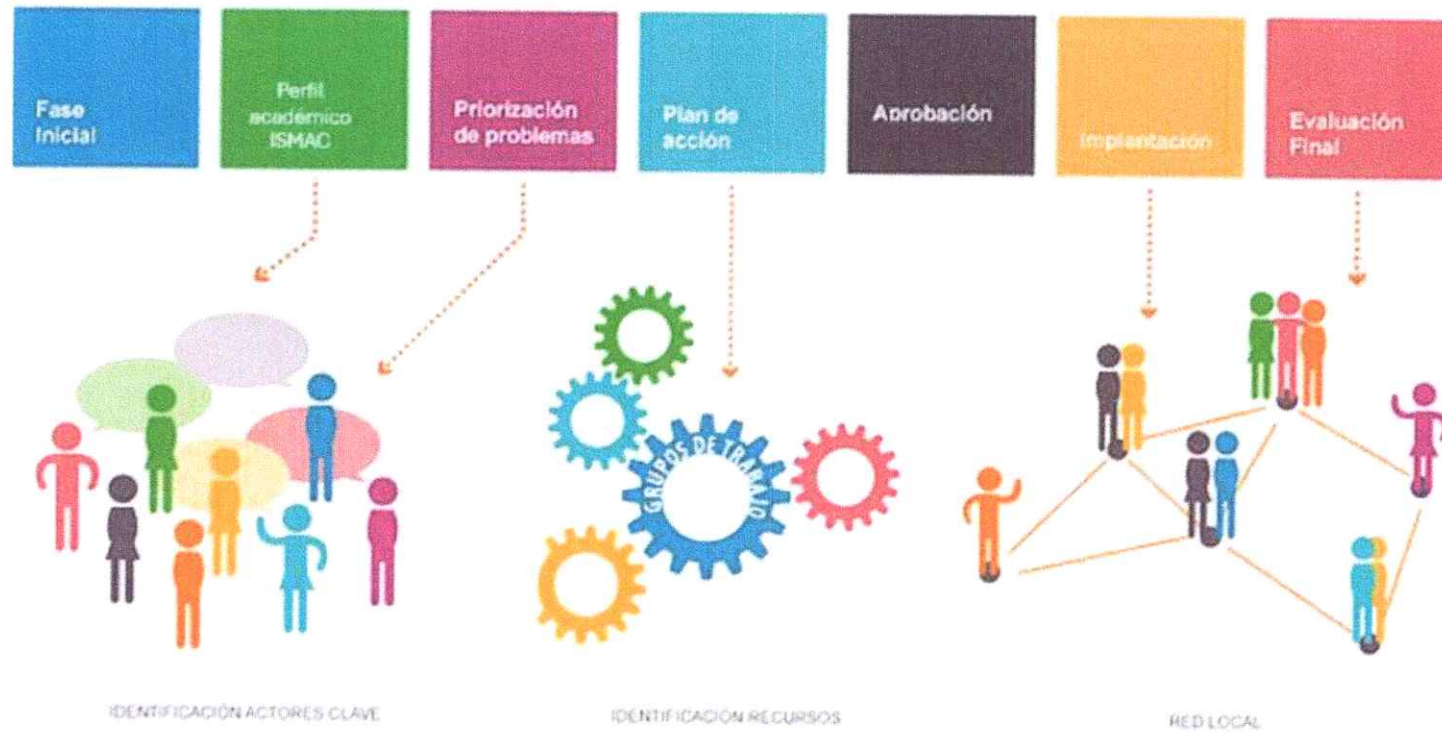 Fase
Inicial
Perfil
académico
ISMAC
Priorización
de problemas
Plan de
acción
Aprobación
Implantación
Evaluación
Final
GRUPOS DE TRABAJO
IDENTIFICACIÓN ACTORES CLAVE
IDENTIFICACIÓN RECURSOS
RED LOCAL